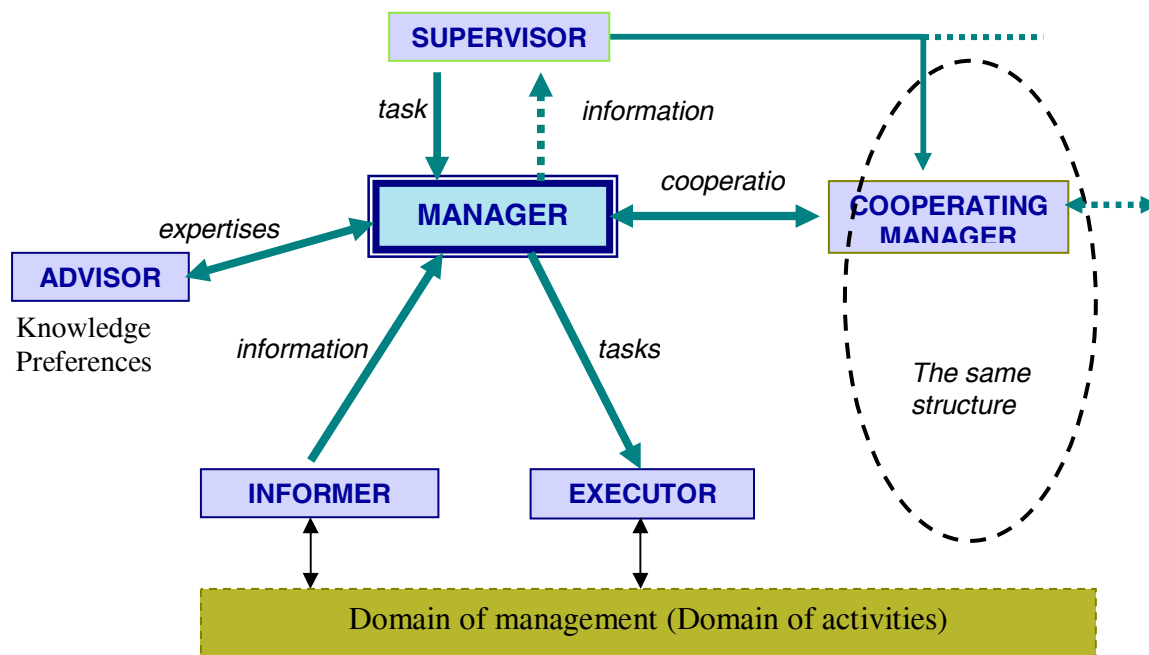 SUPERVISOR
task
information
cooperatio
MANAGER
COOPERATING
MANAGER
expertises
ADVISOR
Knowledge
Preferences
information
tasks
The same
structure
INFORMER
EXECUTOR
Domain of management (Domain of activities)